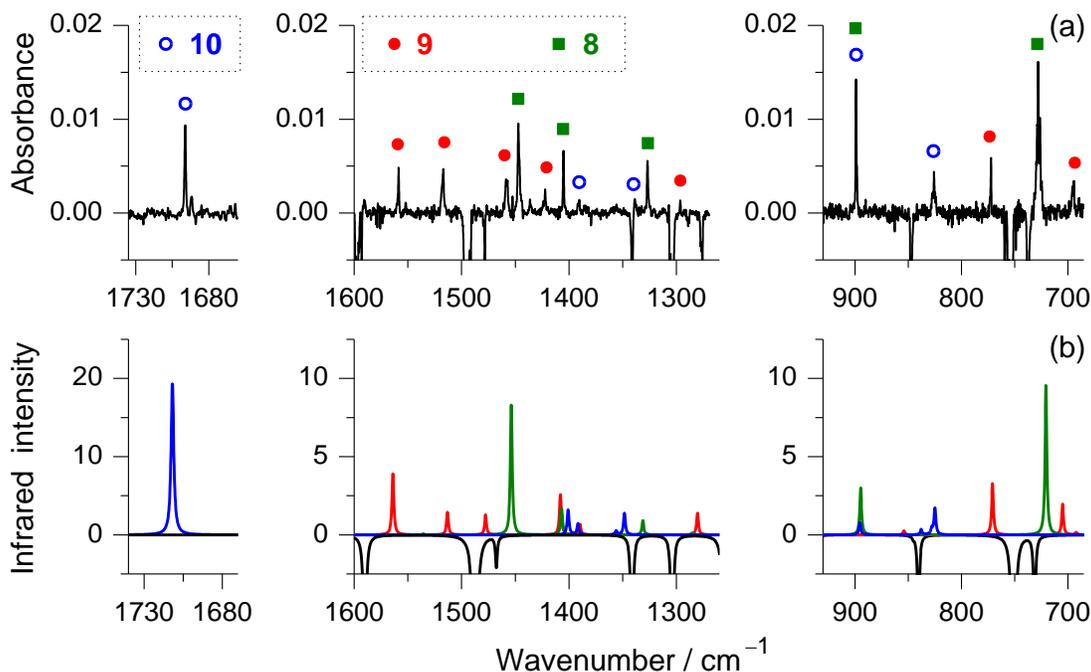 0.02 10 0.02 9 8 0.02 (a)
Absorbance
0.01 0.01 0.01
0.00 0.00 0.00
1730 1680 1600 1500 1400 1300 900 800 700
(b)
Infrared intensity
20 10 10
10 5 5
0 0 0
1730 1680 1600 1500 1400 1300 900 800 700
Wavenumber / cm⁻¹